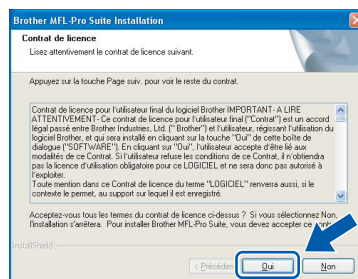 Brother MFL-Pro Suite Installation
Contrat de licence
Lisez attentivement le contrat de licence suivant.
Appuyez sur la touche Page suiv. pour voir le reste du contrat.
Contrat de licence pour l'utilisateur final du logiciel Brother IMPORTANT- A LIRE
ATTENTIVEMENT- Ce contrat de licence pour l'utilisateur final ("Contrat") est un accord
légal passé entre Brother Industries, Ltd. (" Brother") et l'utilisateur, régissant l'utilisation du
logiciel Brother, et qui sera installé en cliquant sur la touche "Oui" de cette boîte de
dialogue ("SOFTWARE"). En cliquant sur "Oui", l'utilisateur accepte d'être lié aux
modalités de ce Contrat. Si l'utilisateur refuse les conditions de ce Contrat, il n'obtiendra
pas la licence d'utilisation obligatoire pour ce LOGICIEL et ne sera donc pas autorisé à
l'exploiter.
Toute mention dans ce Contrat de licence du terme "LOGICIEL" renverra aussi, si le
contexte le permet, au support sur lequel il est enregistré.
Acceptez-vous tous les termes du contrat de licence ci-dessus ? Si vous sélectionnez Non,
l'installation s'arrêtera. Pour installer Brother MFL-Pro Suite, vous devez accepter ce
InstallShield
< Précéden
Oui
Non